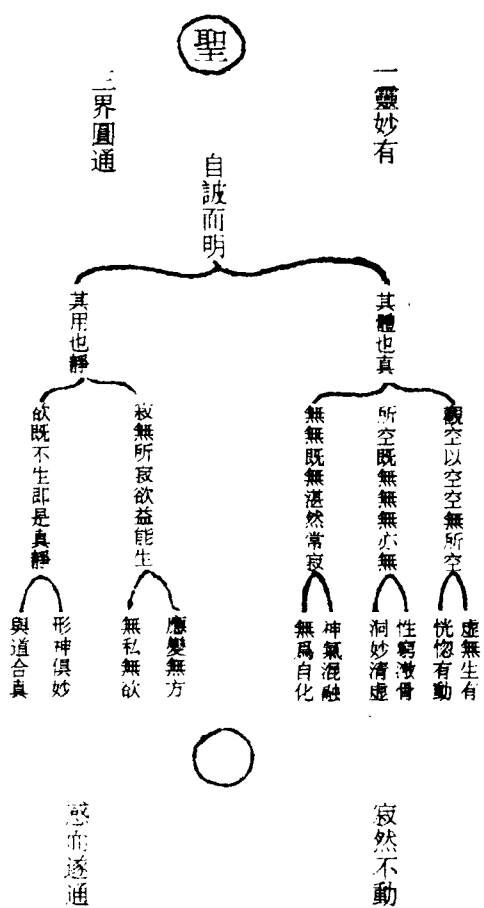 聖
一靈妙有
三界圓通
自誠而明
其體也真
其用也靜
觀空以空空無所空
所空既無無無亦無
無無既無湛然常寂
寂無所寂欲豈能生
欲既不生即是真靜
虛無生有
恍惚有動
性窮澈骨
洞妙清虛
神氣混融
無爲自化
應變無方
無私無欲
形神俱妙
與道合真
寂然不動
感而遂通